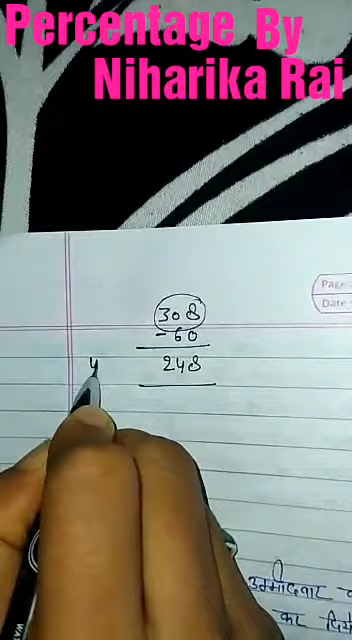 Percentage By
Niharika Rai
Page
Date
308
- 60
248
4
उम्मीदवार
कर दिये